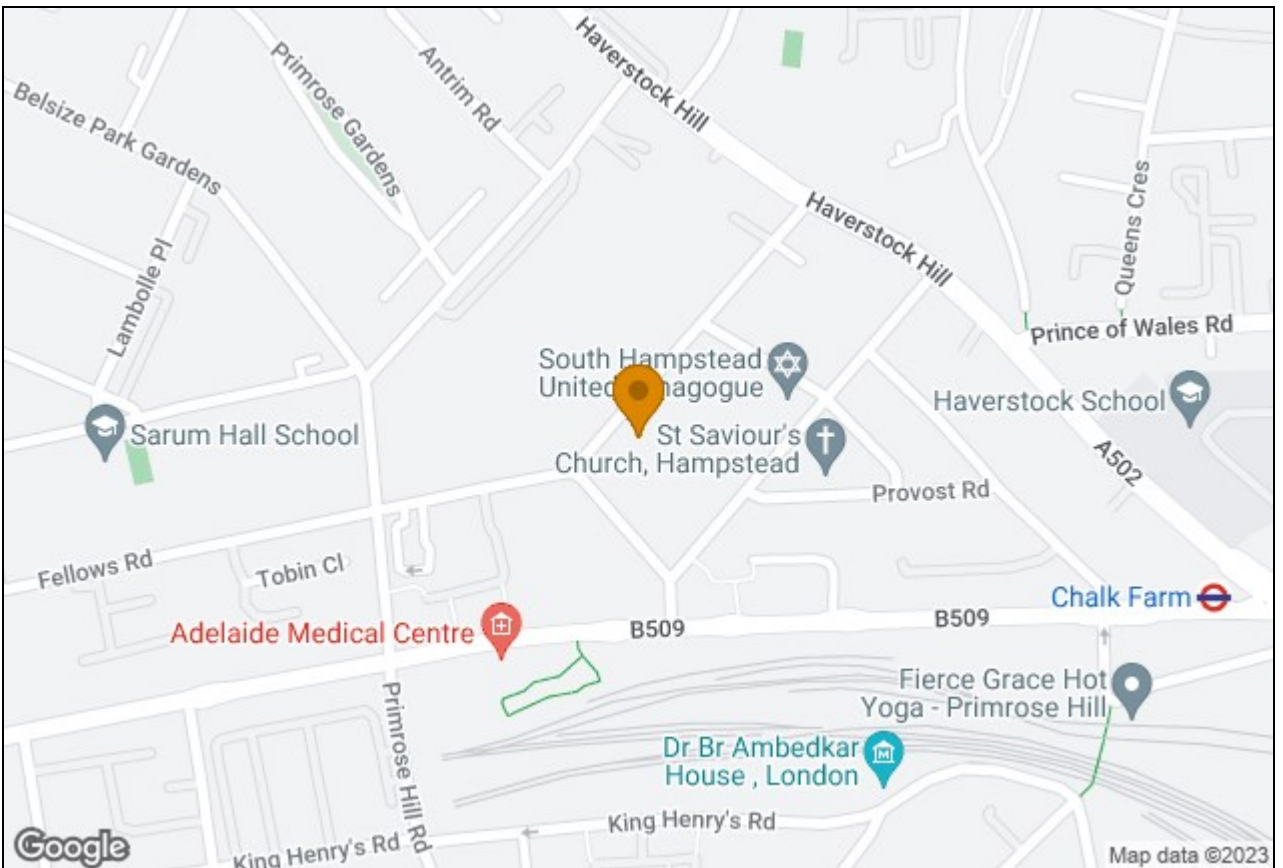 Haverstock Hill
Antrim Rd
Primrose Gardens
Belsize Park Gardens
Queens Cres
Haverstock Hill
Lambolle Pl
Prince of Wales Rd
South Hampstead
United Synagogue
Haverstock School
Sarum Hall School
St Saviour's
Church, Hampstead
A502
Provost Rd
Fellows Rd
Tobin Cl
Chalk Farm
Adelaide Medical Centre
B509
B509
Fierce Grace Hot
Yoga - Primrose Hill
Primrose Hill Rd
Dr Br Ambedkar
House , London
King Henry's Rd
King Henry's Rd
Google
Map data ©2023